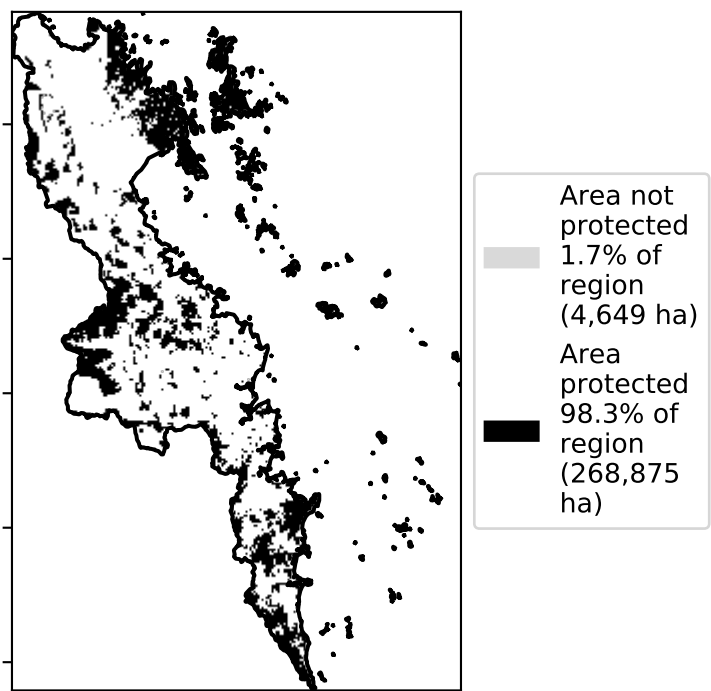 Area not
protected
1.7% of
region
(4,649 ha)
Area
protected
98.3% of
region
(268,875
ha)